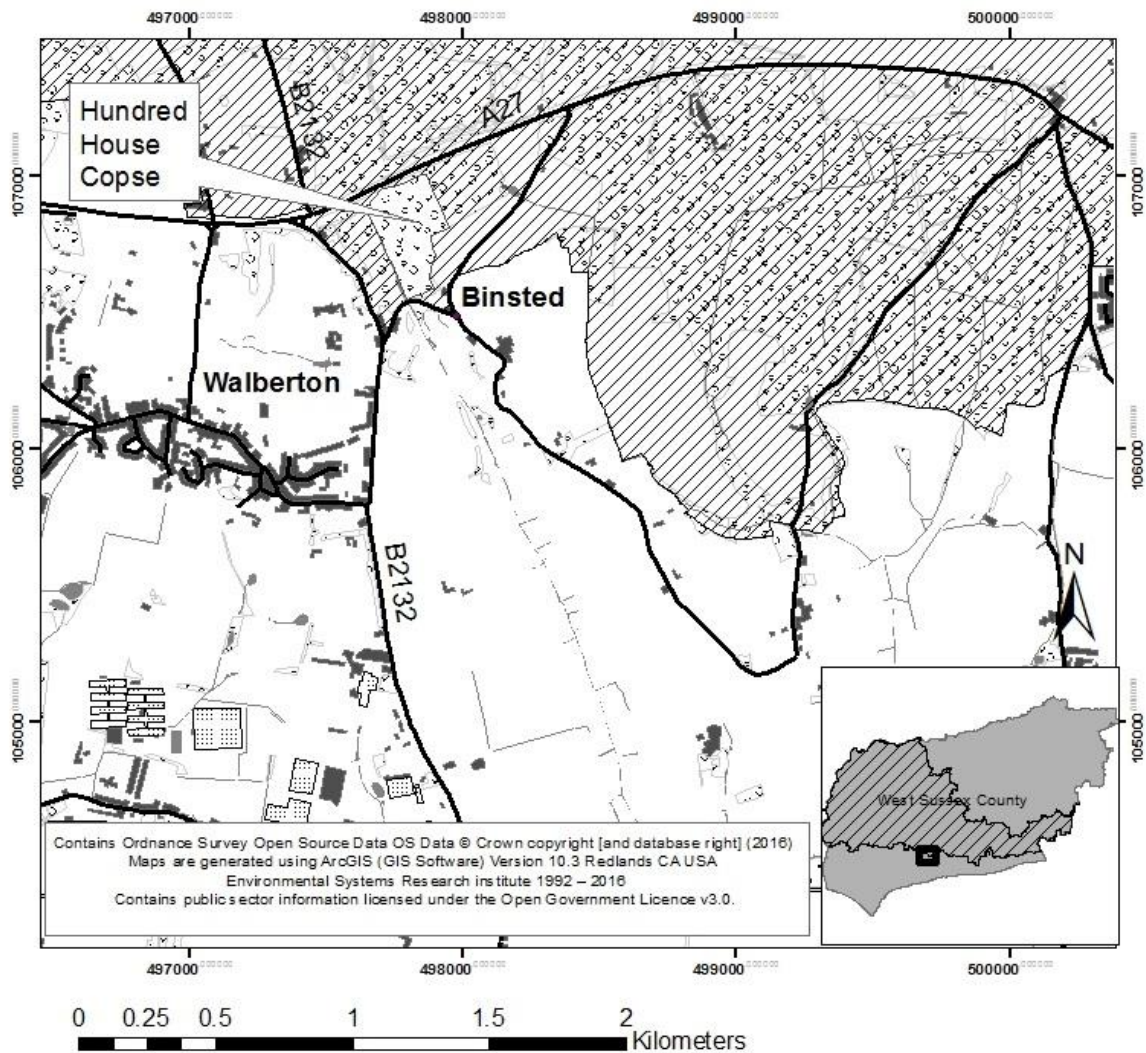 497000
498000
499000
500000
B2132
A27
Hundred
House
Copse
107000
107000
Binsted
Walberton
106000
106000
B2132
N
105000
105000
West Sussex County
Contains Ordnance Survey Open Source Data OS Data © Crown copyright [and database right] (2016)
Maps are generated using ArcGIS (GIS Software) Version 10.3 Redlands CA USA
Environmental Systems Research institute 1992 – 2016
Contains public sector information licensed under the Open Government Licence v3.0.
497000
498000
499000
500000
0 0.25 0.5 1 1.5 2
Kilometers